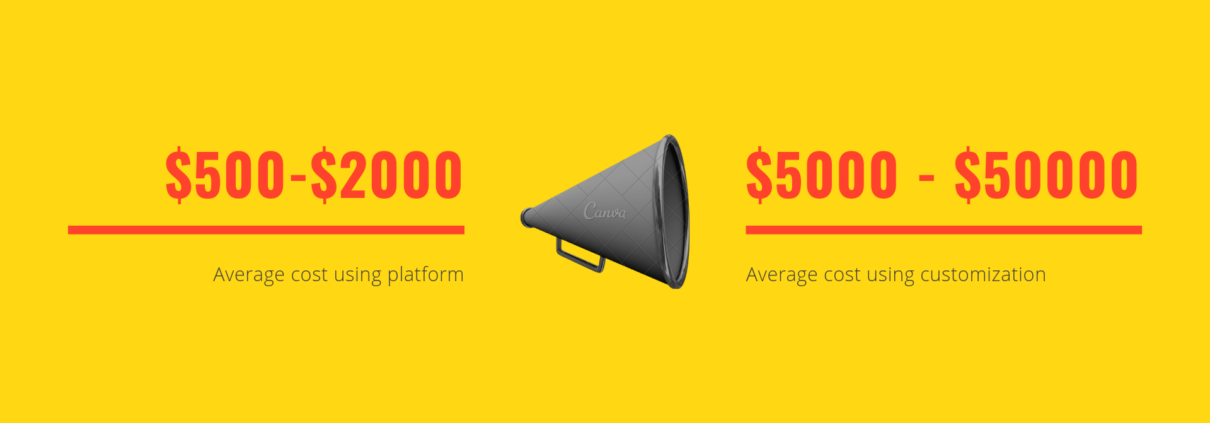 $500-$2000
Average cost using platform
Canva
$5000 - $50000
Average cost using customization